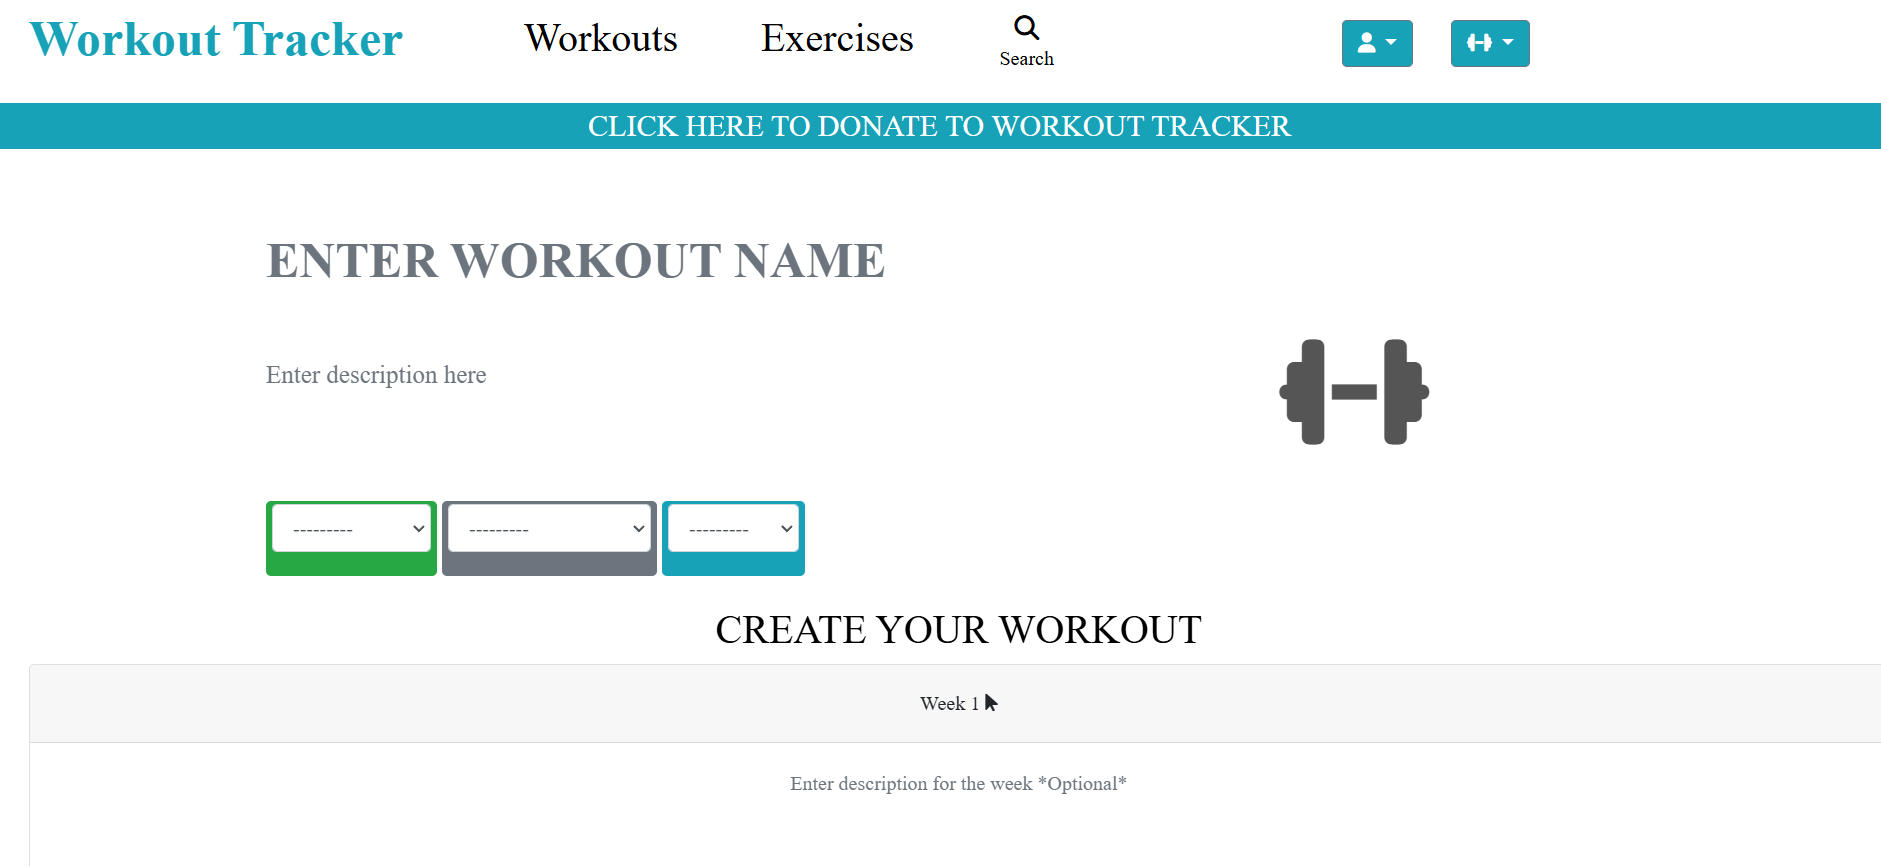 Workout Tracker
Workouts
Exercises
Search
CLICK HERE TO DONATE TO WORKOUT TRACKER
ENTER WORKOUT NAME
Enter description here
--------- --------- ---------
CREATE YOUR WORKOUT
Week 1
Enter description for the week *Optional*